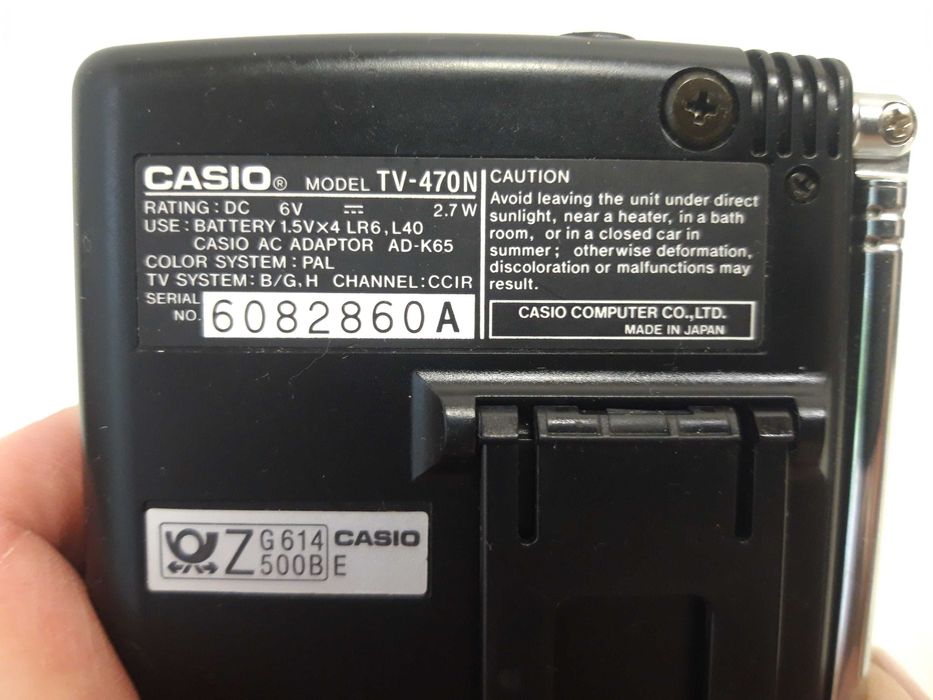 CASIO® MODEL TV-470N
RATING : DC 6V ⎓ 2.7 W
USE : BATTERY 1.5V×4 LR6, L40
CASIO AC ADAPTOR AD-K65
COLOR SYSTEM : PAL
TV SYSTEM : B/G, H CHANNEL : CCIR
SERIAL
NO. 6082860A
CAUTION
Avoid leaving the unit under direct
sunlight, near a heater, in a bath
room, or in a closed car in
summer ; otherwise deformation,
discoloration or malfunctions may
result.
CASIO COMPUTER CO., LTD.
MADE IN JAPAN
Z G 614 CASIO
500B E